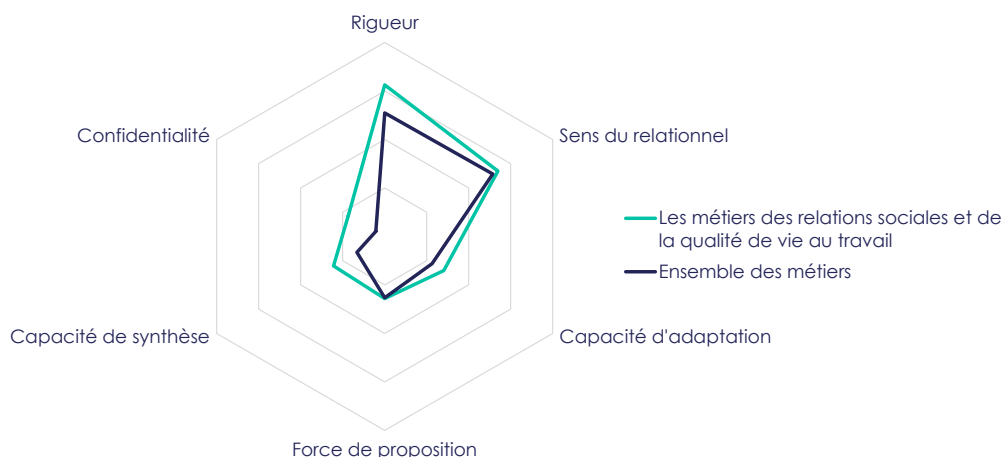 Rigueur
Confidentialité
Sens du relationnel
Les métiers des relations sociales et de
la qualité de vie au travail
Ensemble des métiers
Capacité de synthèse
Capacité d'adaptation
Force de proposition